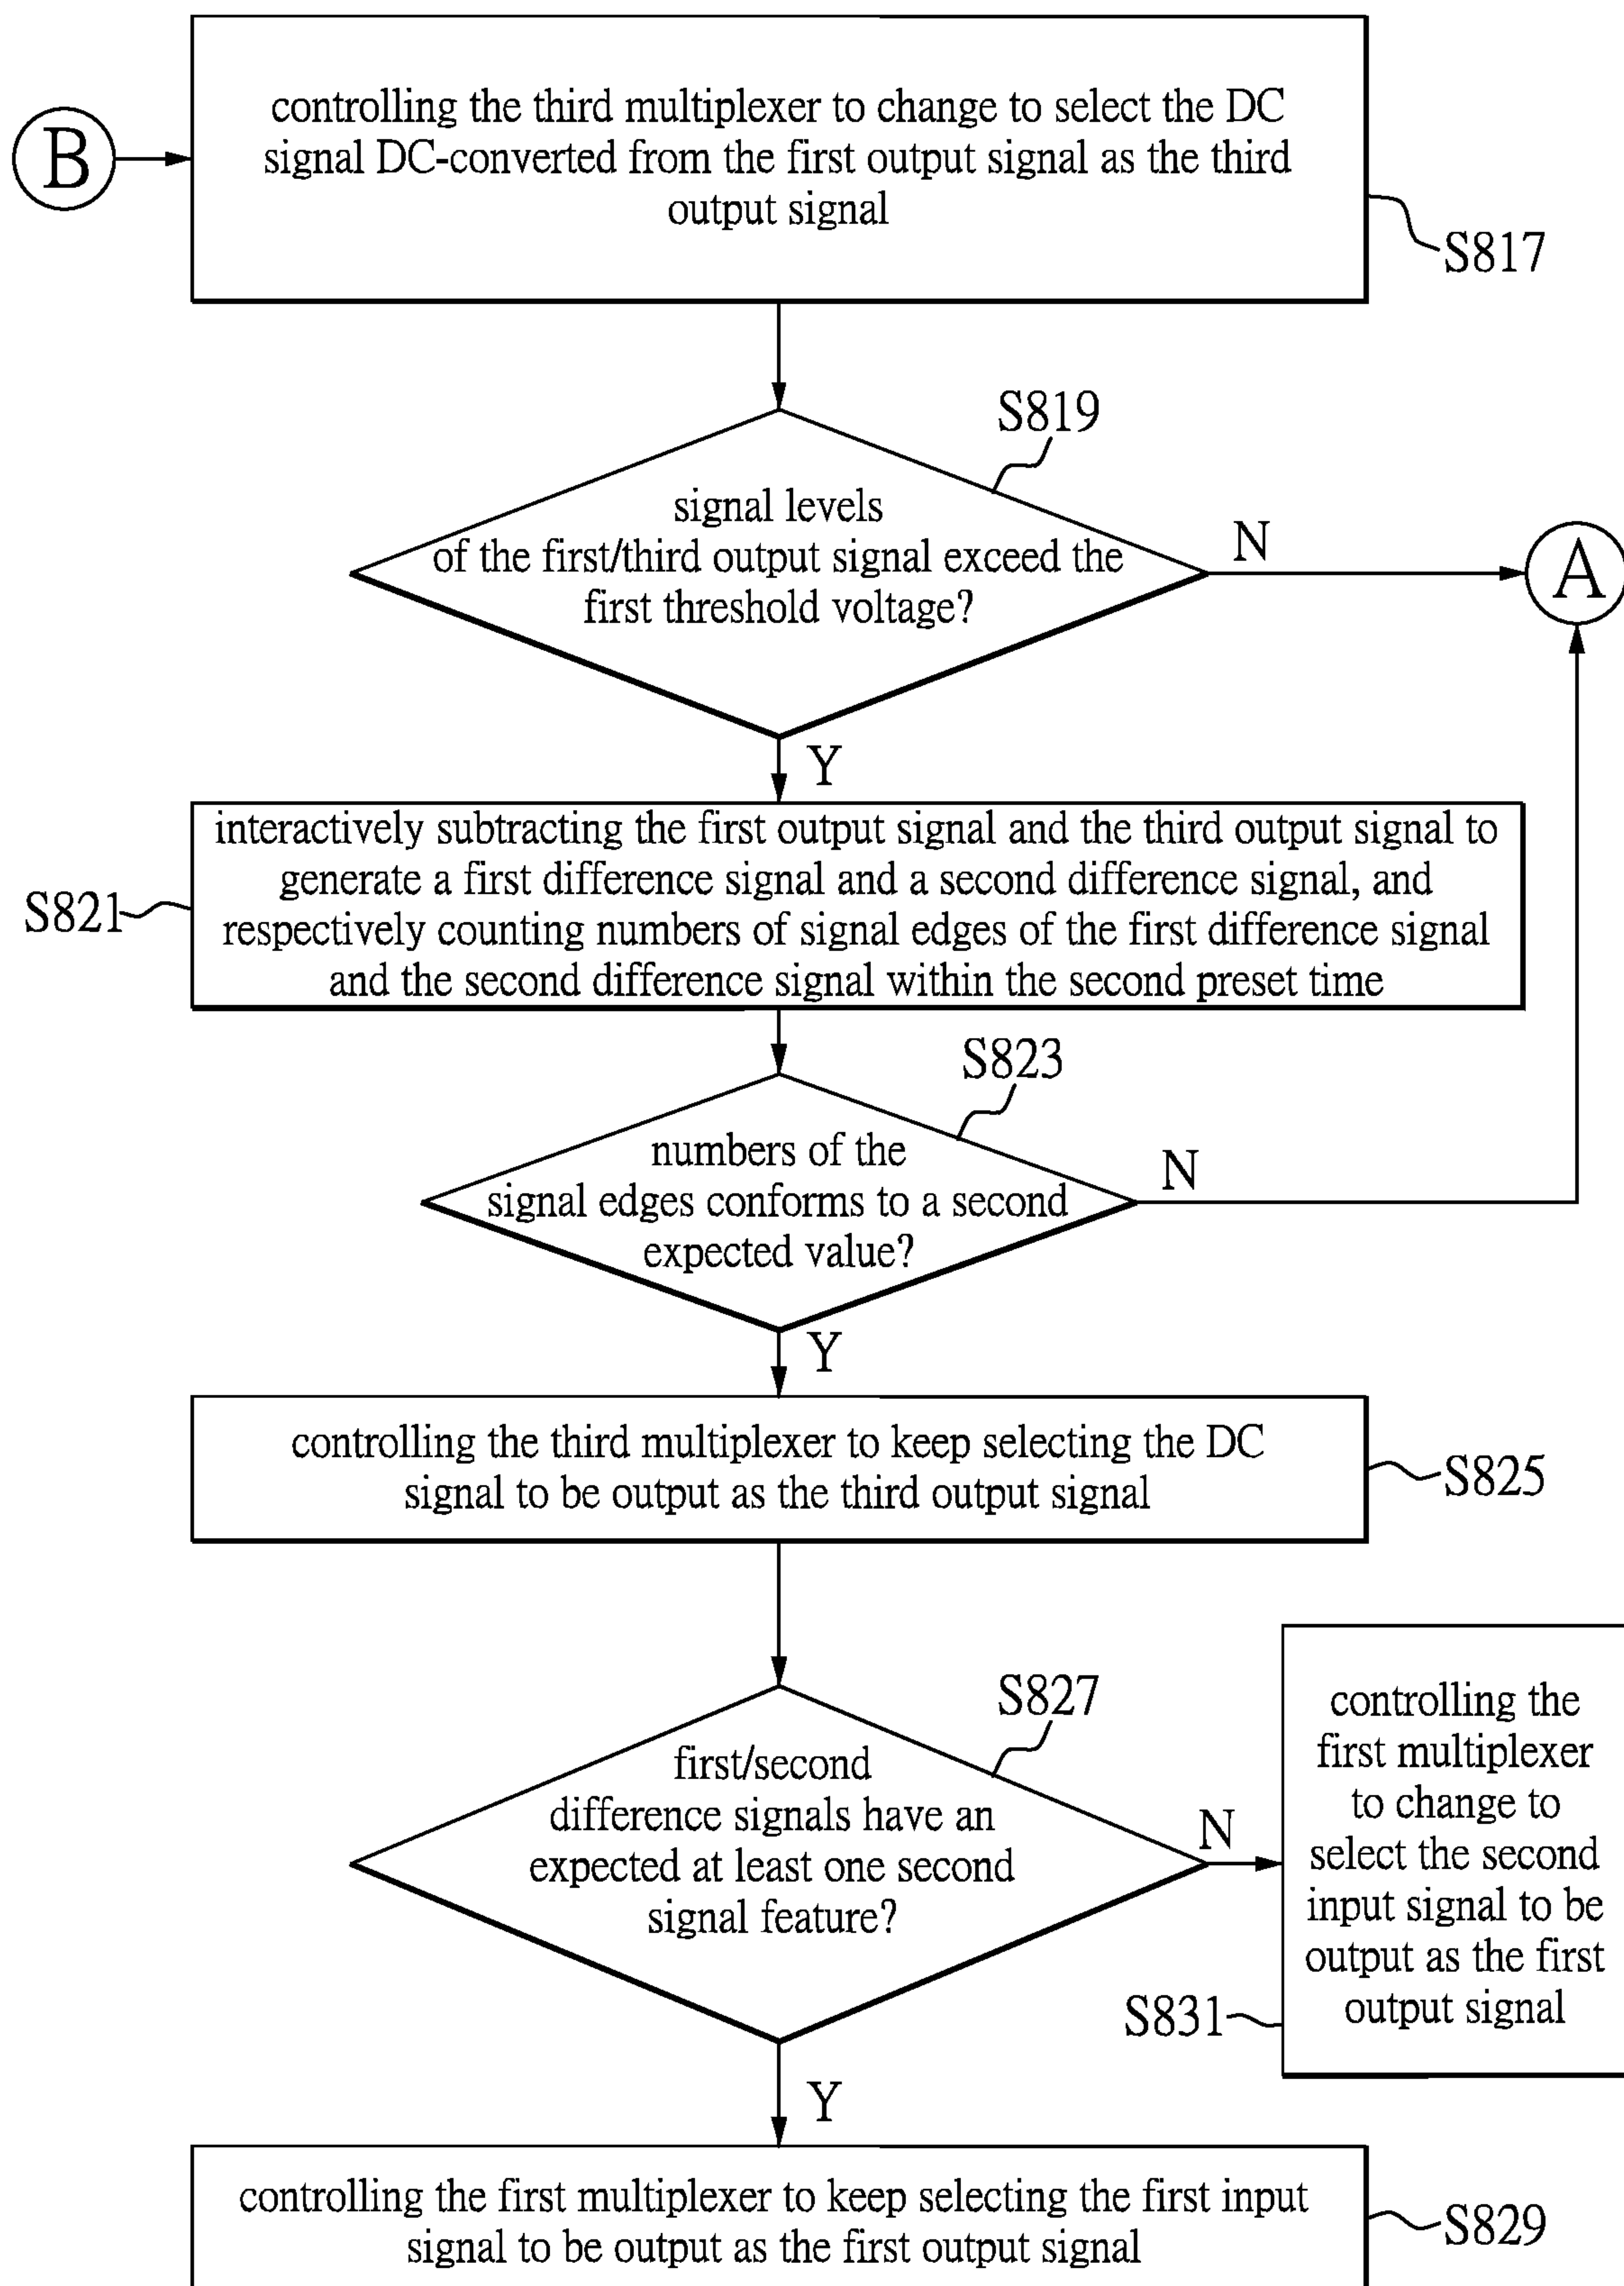 controlling the third multiplexer to change to select the DC
signal DC-converted from the first output signal as the third
output signal
B
S817
S819
signal levels
of the first/third output signal exceed the
first threshold voltage?
N
A
Y
interactively subtracting the first output signal and the third output signal to
generate a first difference signal and a second difference signal, and
respectively counting numbers of signal edges of the first difference signal
and the second difference signal within the second preset time
S821
S823
numbers of the
signal edges conforms to a second
expected value?
N
Y
controlling the third multiplexer to keep selecting the DC
signal to be output as the third output signal
S825
S827
first/second
difference signals have an
expected at least one second
signal feature?
N
controlling the
first multiplexer
to change to
select the second
input signal to be
output as the first
output signal
S831
Y
controlling the first multiplexer to keep selecting the first input
signal to be output as the first output signal
S829